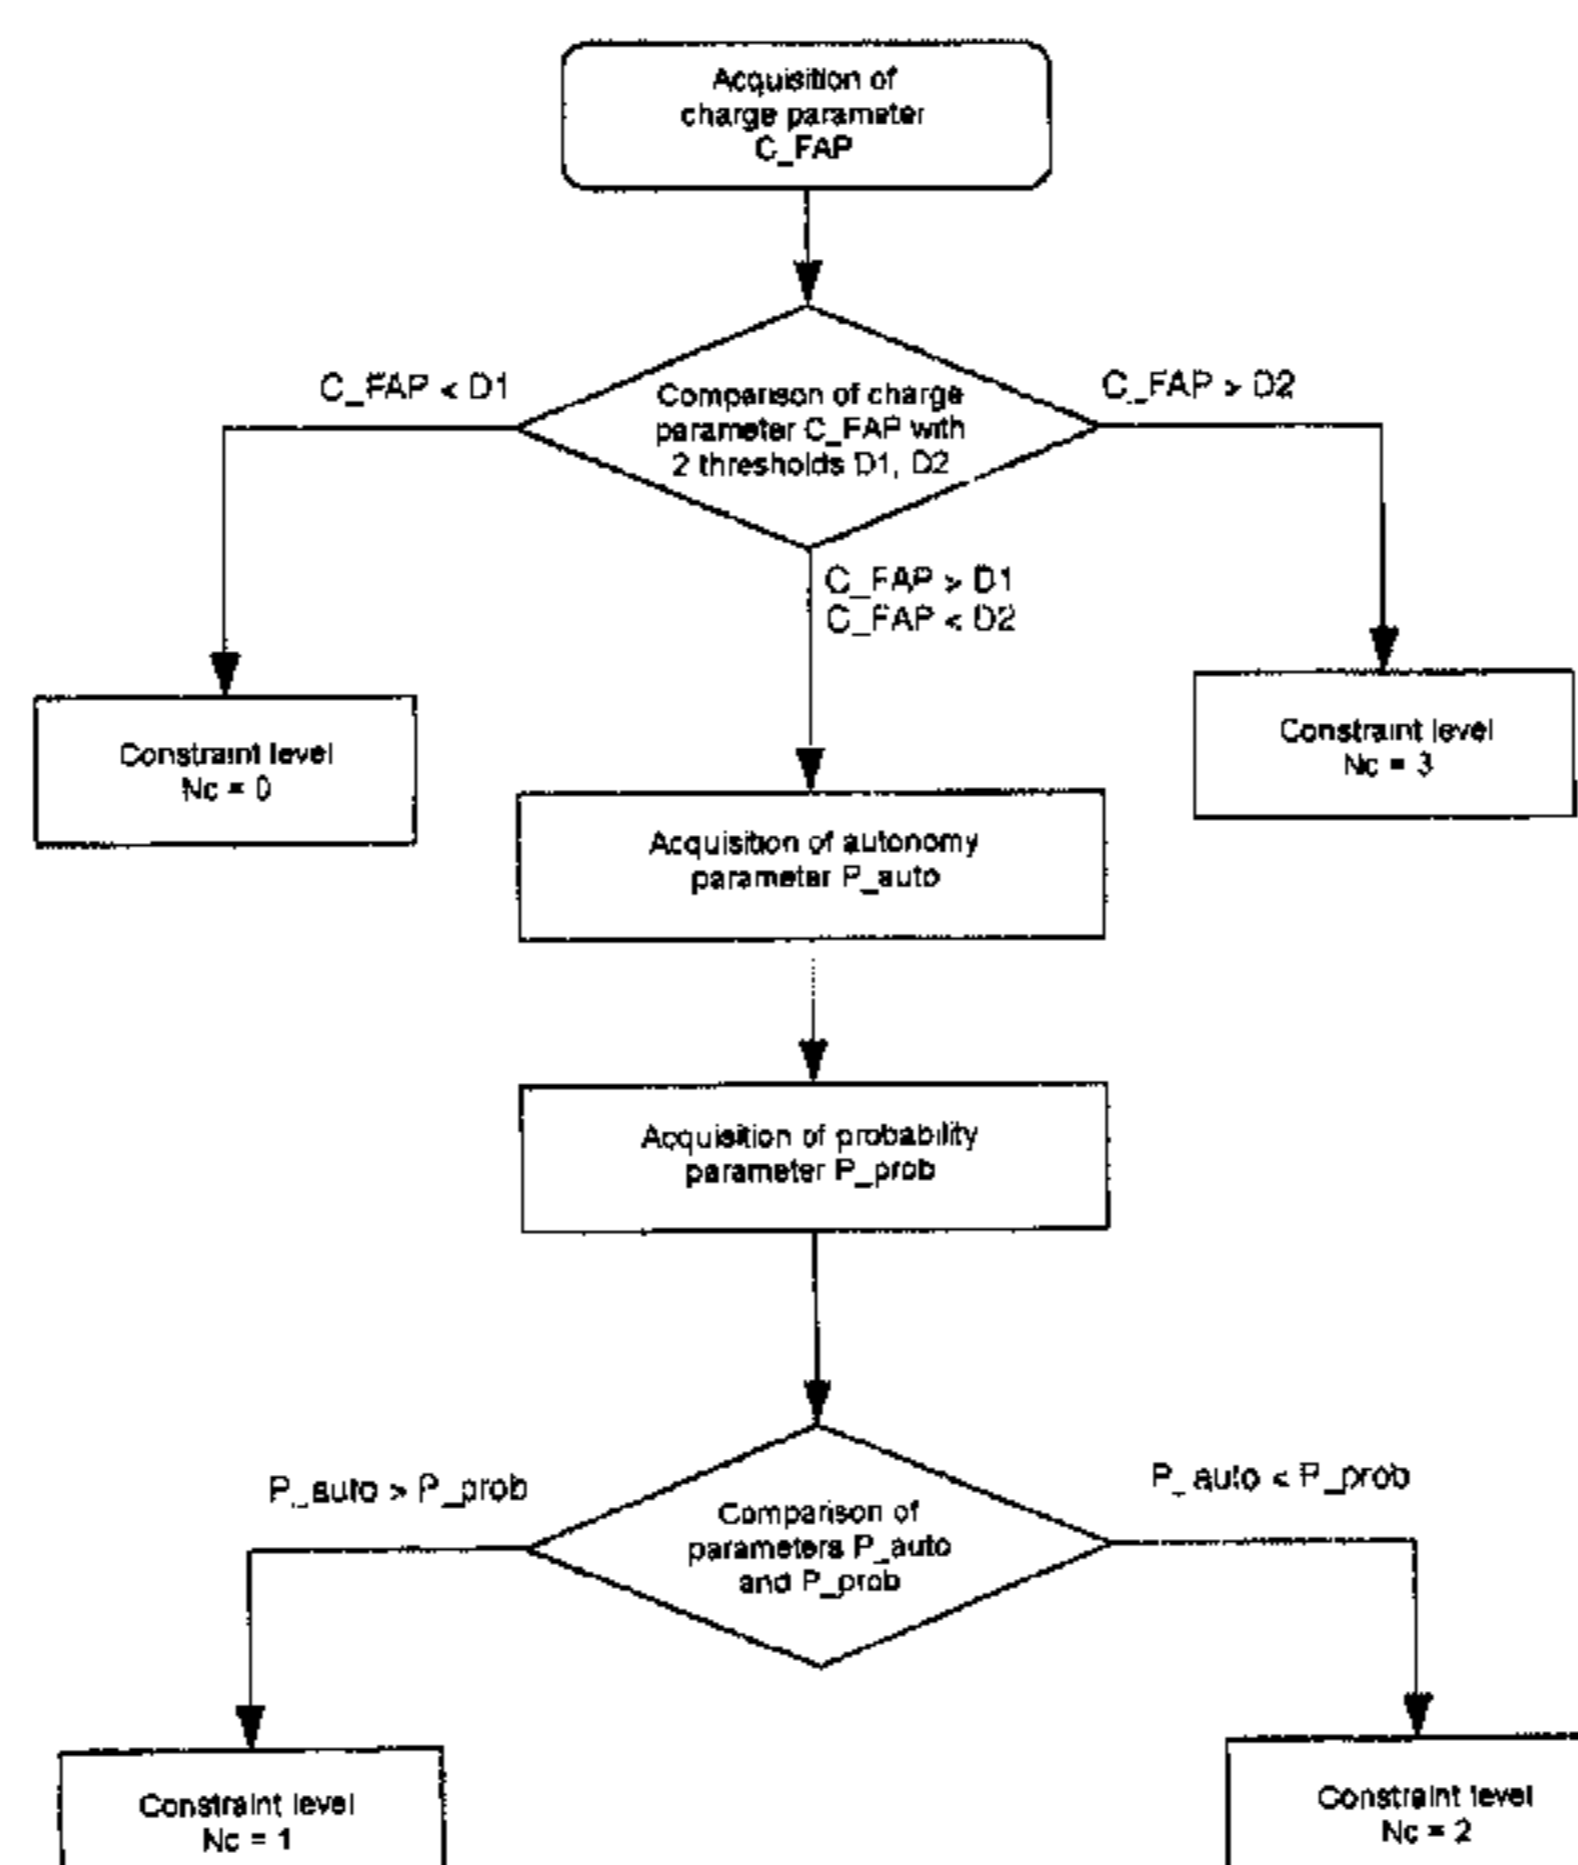 Acquisition of
charge parameter
C_FAP
C_FAP < D1
Comparison of charge
parameter C_FAP with
2 thresholds D1, D2
C_FAP > D2
C_FAP > D1
C_FAP < D2
Constraint level
Nc = 0
Constraint level
Nc = 3
Acquisition of autonomy
parameter P_auto
Acquisition of probability
parameter P_prob
P_auto > P_prob
Comparison of
parameters P_auto
and P_prob
P_auto < P_prob
Constraint level
Nc = 1
Constraint level
Nc = 2